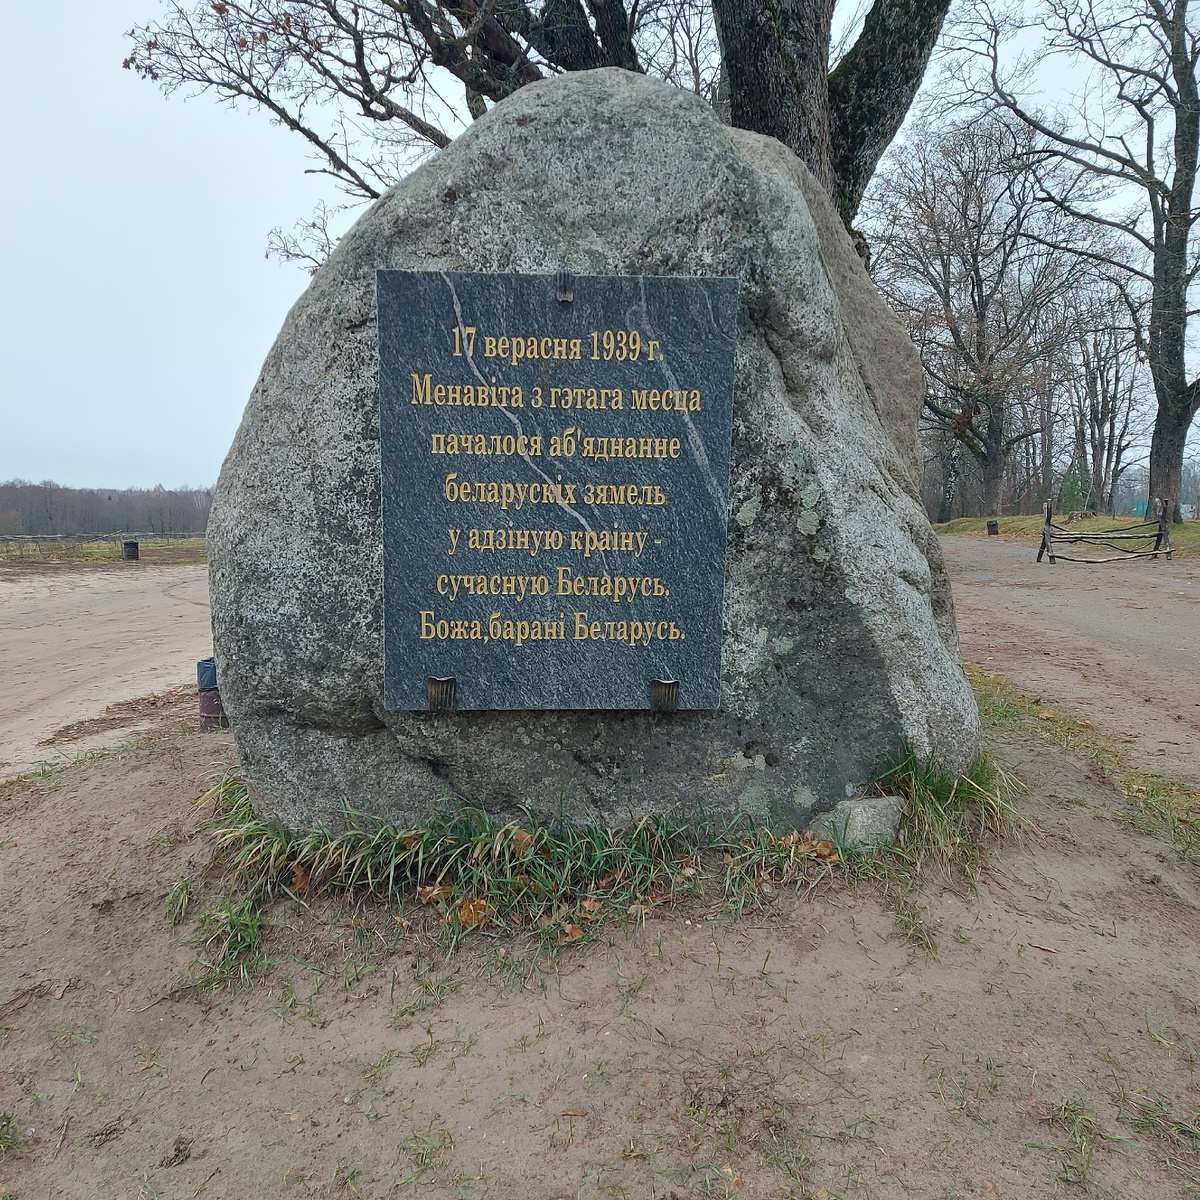 17 верасня 1939 г.
Менавіта з гэтага месца
пачалося аб'яднанне
беларускіх зямель
у адзіную краіну -
сучасную Беларусь.
Божа,барані Беларусь.